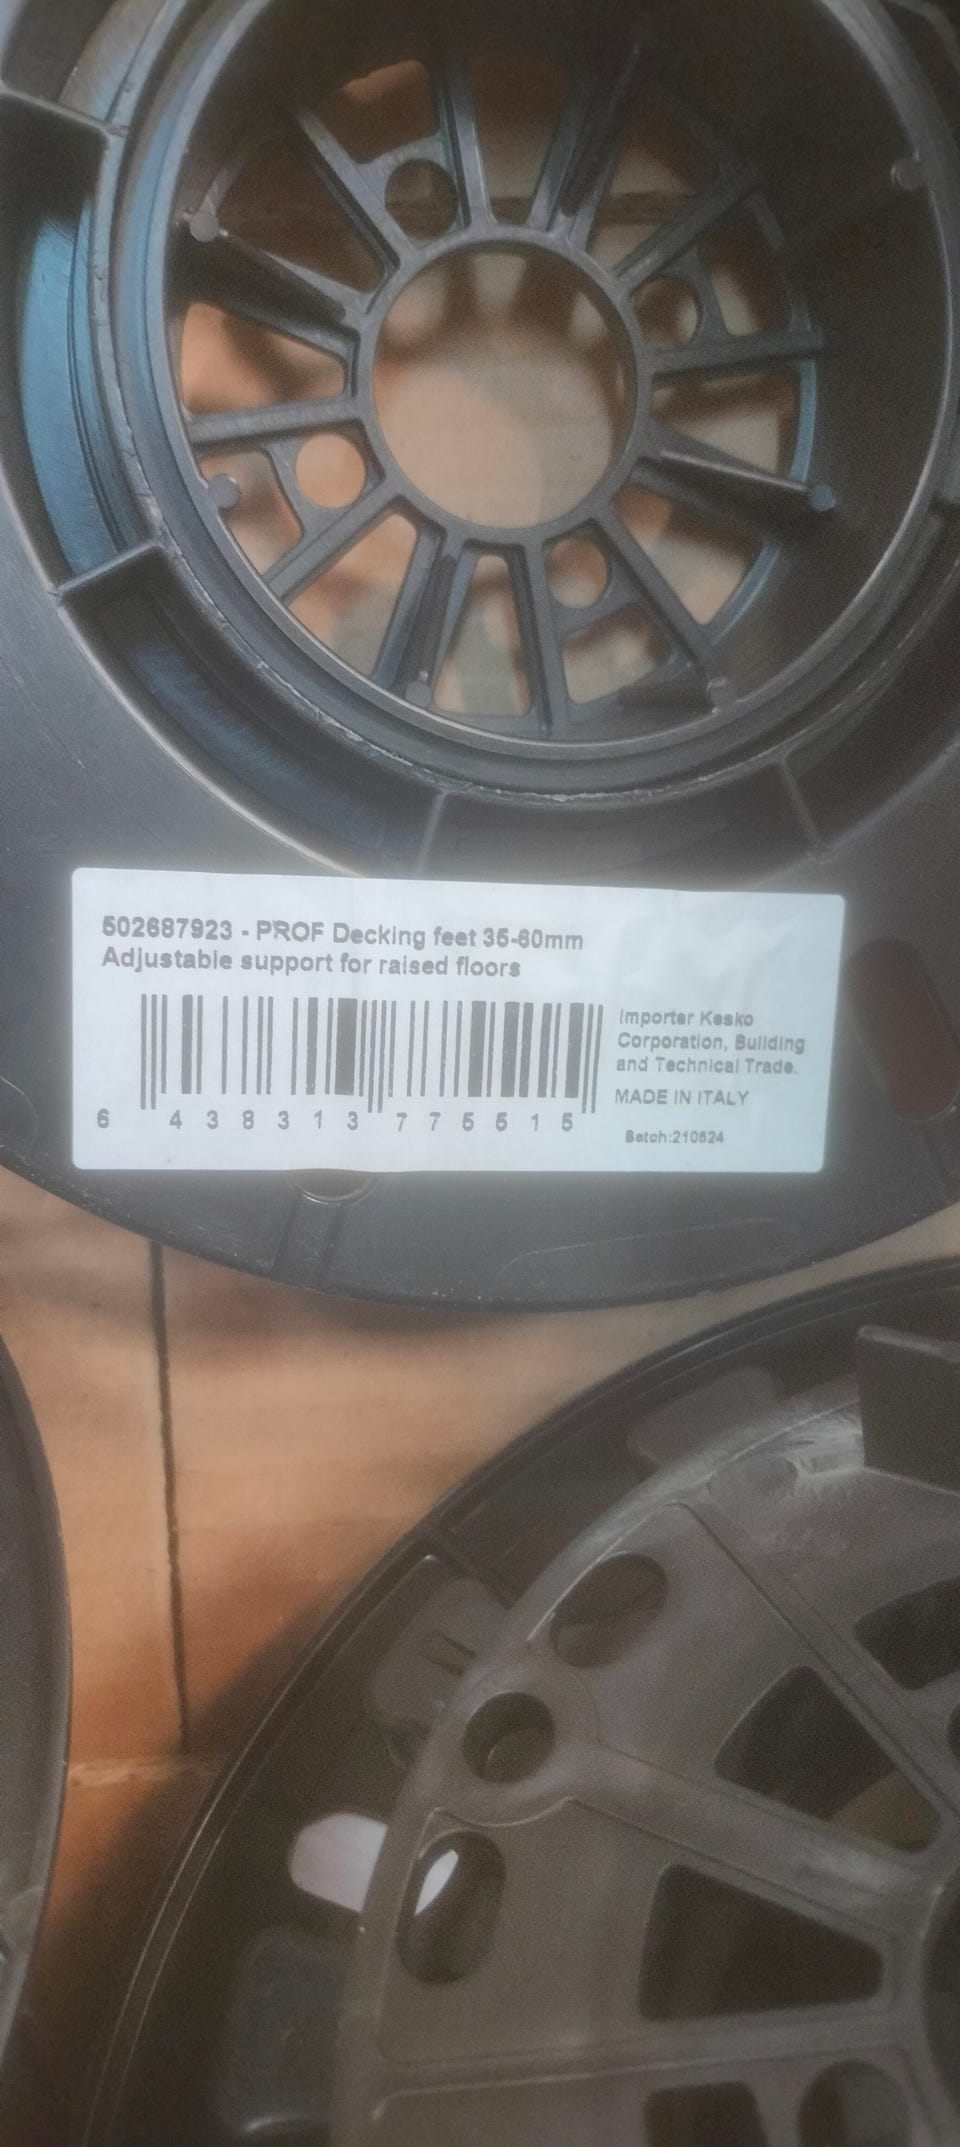 502687923 - PROF Decking feet 35-60mm
Adjustable support for raised floors
Importer Kesko
Corporation, Building
and Technical Trade.
MADE IN ITALY
Batch:210524
6 438313 775515